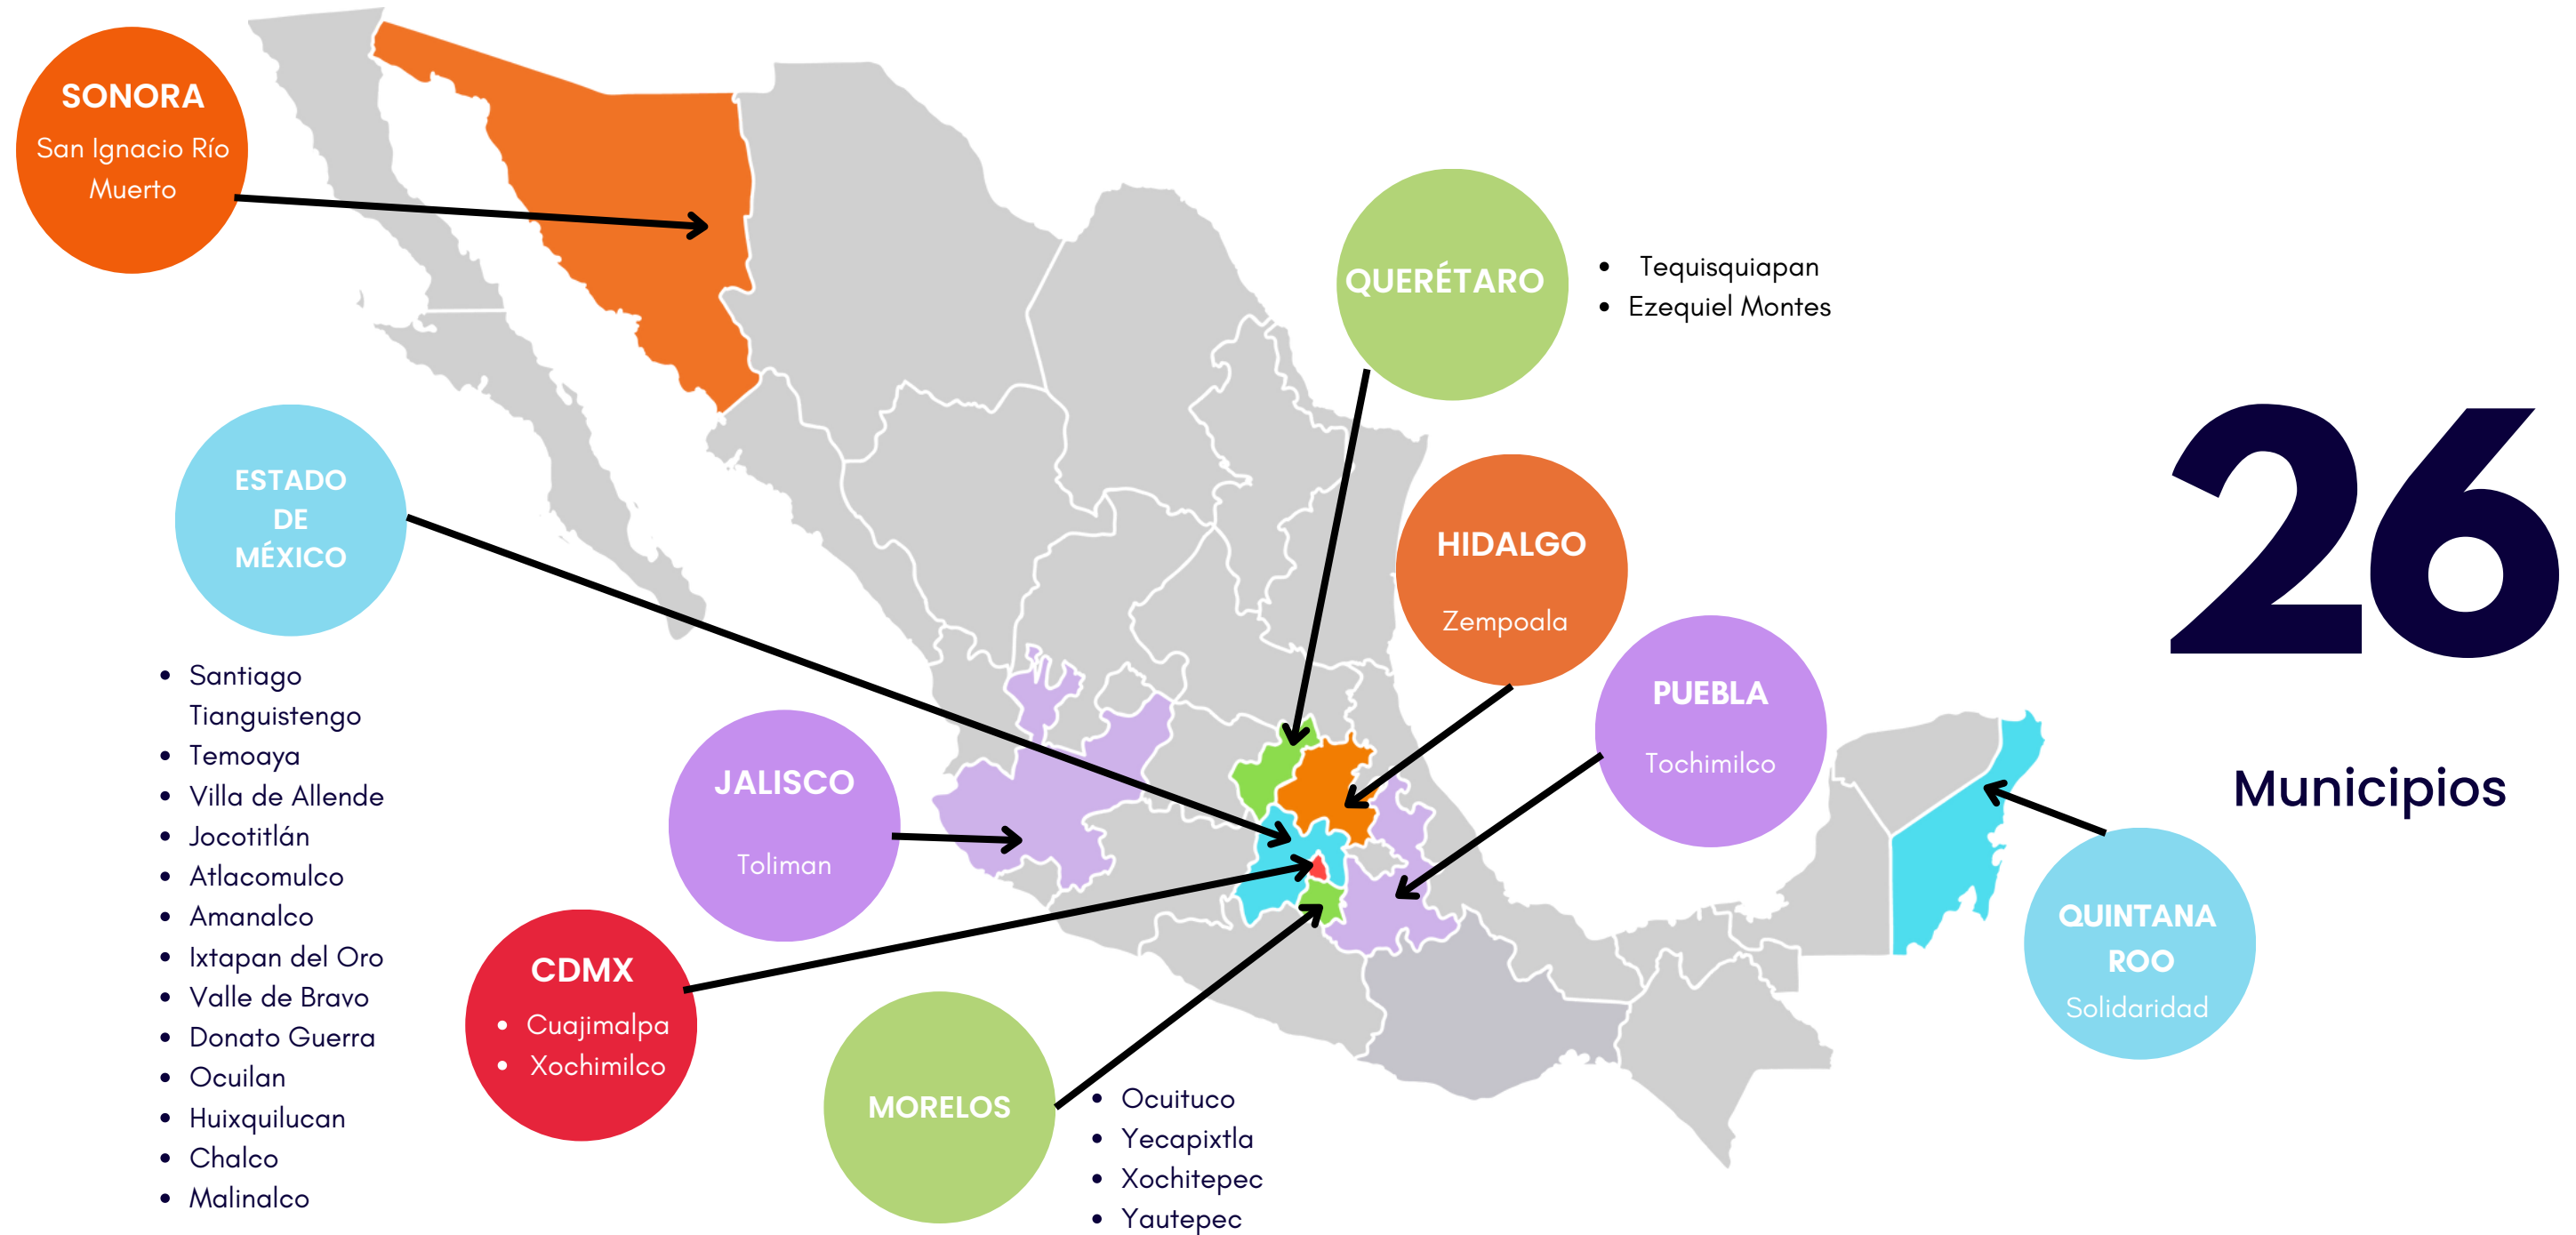 SONORA
San Ignacio Río
Muerto
QUERÉTARO
• Tequisquiapan
• Ezequiel Montes
ESTADO
DE
MÉXICO
• Santiago
Tianguistengo
• Temoaya
• Villa de Allende
• Jocotitlán
• Atlacomulco
• Amanalco
• Ixtapan del Oro
• Valle de Bravo
• Donato Guerra
• Ocuilan
• Huixquilucan
• Chalco
• Malinalco
HIDALGO
Zempoala
PUEBLA
Tochimilco
JALISCO
Toliman
CDMX
• Cuajimalpa
• Xochimilco
MORELOS
• Ocuituco
• Yecapixtla
• Xochitepec
• Yautepec
QUINTANA
ROO
Solidaridad
26
Municipios